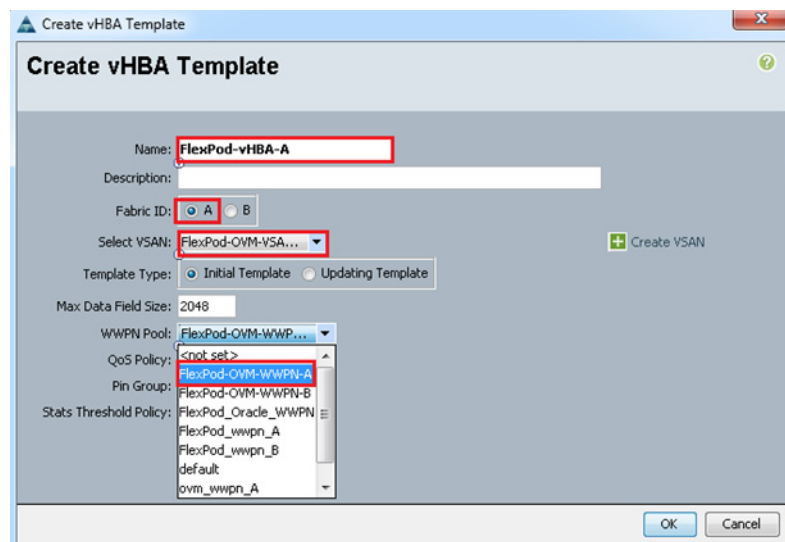 Create vHBA Template
Create vHBA Template
Name: FlexPod-vHBA-A
Description:
Fabric ID: A B
Select VSAN: FlexPod-OVM-VSA... Create VSAN
Template Type: Initial Template Updating Template
Max Data Field Size: 2048
WWPN Pool: FlexPod-OVM-WWP...
QoS Policy: <not set>
FlexPod-OVM-WWPN-A
Pin Group: FlexPod-OVM-WWPN-B
Stats Threshold Policy: FlexPod_Oracle_WWPN
FlexPod_wwpn_A
FlexPod_wwpn_B
default
ovm_wwpn_A
OK Cancel